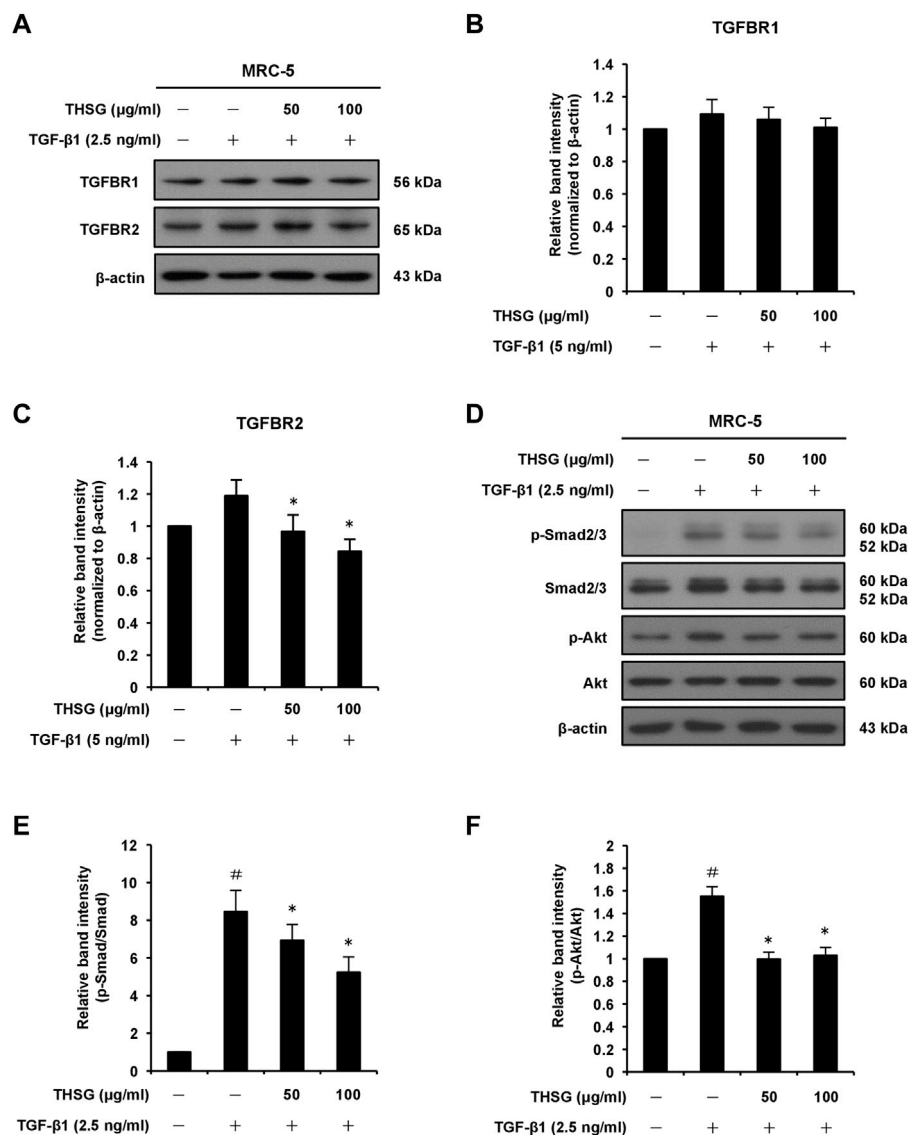 A
MRC-5
THSG (µg/ml) − − 50 100
TGF-β1 (2.5 ng/ml) − + + +
TGFBR1 56 kDa
TGFBR2 65 kDa
β-actin 43 kDa
B
TGFBR1
Relative band intensity
(normalized to β-actin)
1.4
1.2
1
0.8
0.6
0.4
0.2
0
THSG (µg/ml) − − 50 100
TGF-β1 (5 ng/ml) − + + +
C
TGFBR2
Relative band intensity
(normalized to β-actin)
1.4
1.2
1
0.8
0.6
0.4
0.2
0
* *
THSG (µg/ml) − − 50 100
TGF-β1 (5 ng/ml) − + + +
D
MRC-5
THSG (µg/ml) − − 50 100
TGF-β1 (2.5 ng/ml) − + + +
p-Smad2/3 60 kDa
52 kDa
Smad2/3 60 kDa
52 kDa
p-Akt 60 kDa
Akt 60 kDa
β-actin 43 kDa
E
Relative band intensity
(p-Smad/Smad)
12
10
8
6
4
2
0
# * *
THSG (µg/ml) − − 50 100
TGF-β1 (2.5 ng/ml) − + + +
F
Relative band intensity
(p-Akt/Akt)
2
1.8
1.6
1.4
1.2
1
0.8
0.6
0.4
0.2
0
# * *
THSG (µg/ml) − − 50 100
TGF-β1 (2.5 ng/ml) − + + +